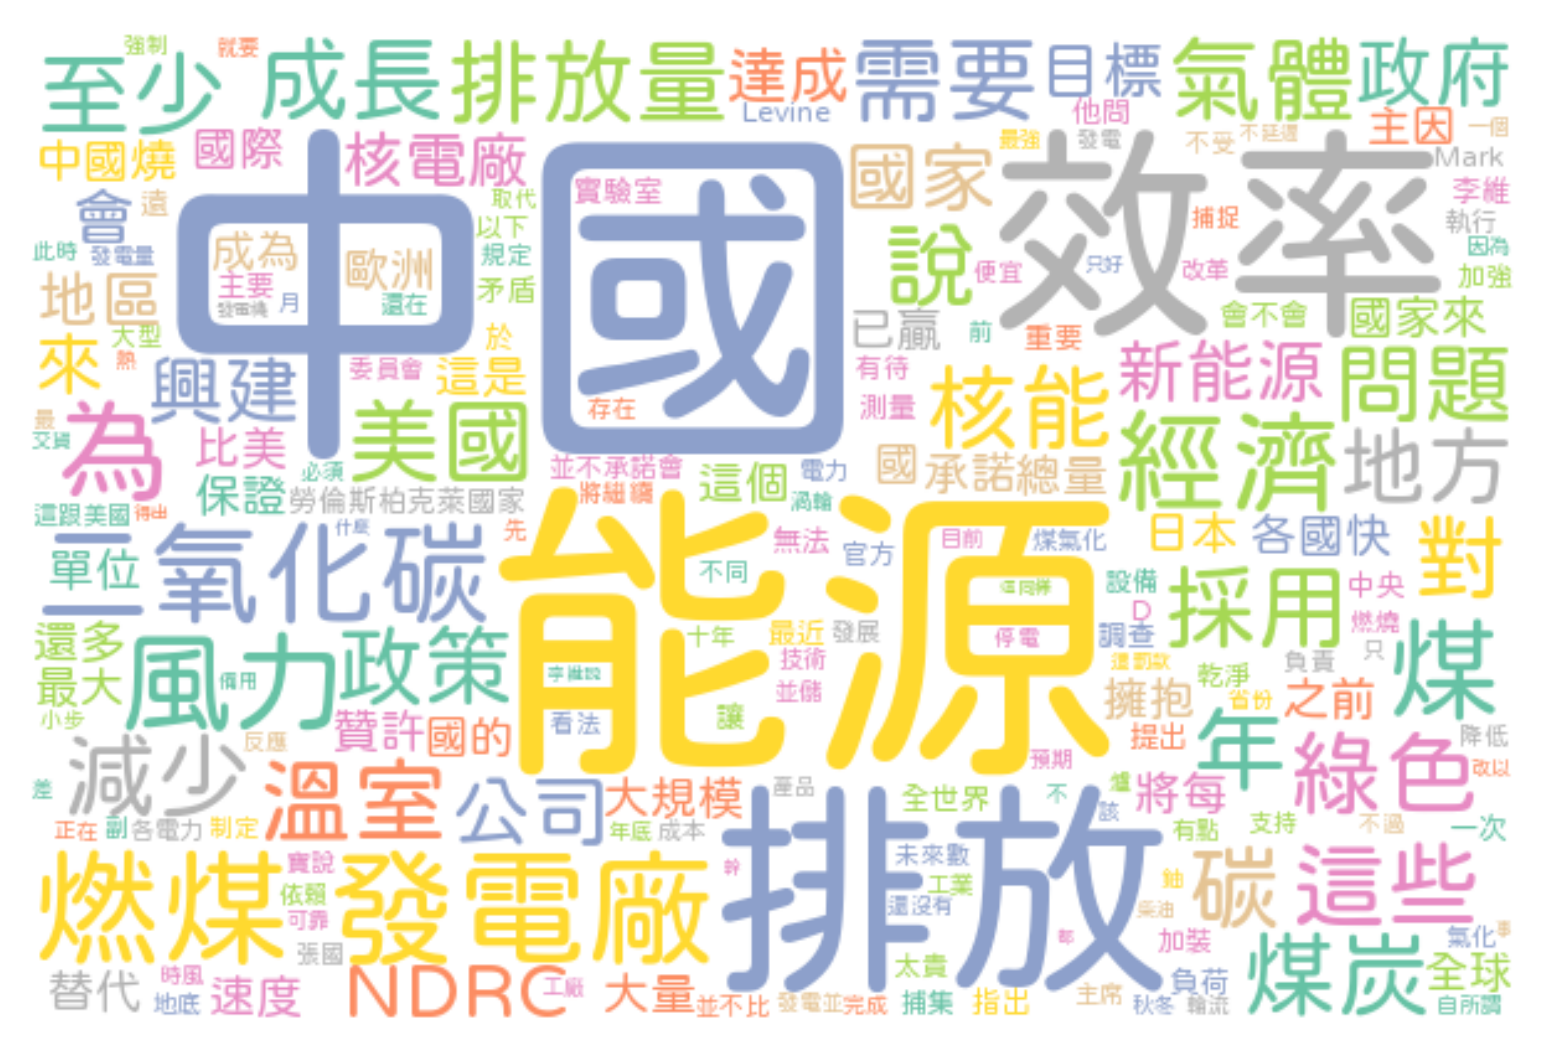 強制 就要
至少 成長 排放量 達成 需要 目標 氣體 政府
Levine 他問 主因 一個
中國燒 國際 核電廠 實驗室 國家 最強 發電 不受 不延遲 Mark
中國 效率
會 遠 取代 以下 說 捕捉 李維 執行
此時 發電量 成為 歐洲 規定 便宜 只好 改革 因為 加強
地區 主要 月 還在 矛盾 已贏 前 重要 會不會 國家來
發電機 大型 於
來 熱 興建 委員會 這是 有待 新能源 問題
最 交貨 為 比美 美國 存在 測量 核能 經濟 地方
必須 並不承諾會 這個 電力 國 承諾總量
保證 勞倫斯柏克萊國家 將繼續 渦輪
這跟美國 得出 什麼 先 無法 官方 目前 煤氣化 日本 各國快 對
二氧化碳 單位 能源 不同 設備 採用 中央
還多 風力 政策 十年 最近 發展 停電 D 調查 燃燒 煤
最大 備用 李維說 技術 並儲 擁抱 乾淨 負責 只
小步 贊許 國的 看法 讓 提出 省份 之前 年
減少 反應 預期 綠色 降低 改以
差 溫室 公司 大規模 產品 全世界 不 爐 將每
正在 副 各電力 制定 年底 成本 排放 該 有點 支持 不過 一次
燃煤 實說 發電廠 幹 未來數 碳 這些
依賴 工業 鈾
可靠 還沒有 柴油
張國 都 加裝 煤炭 氣化 事
替代 時風 速度 NDRC 工廠 大量 太貴 負荷 全球
地底 並不比 發電並 完成 捕集 指出 主席 秋冬 輪流 自所謂